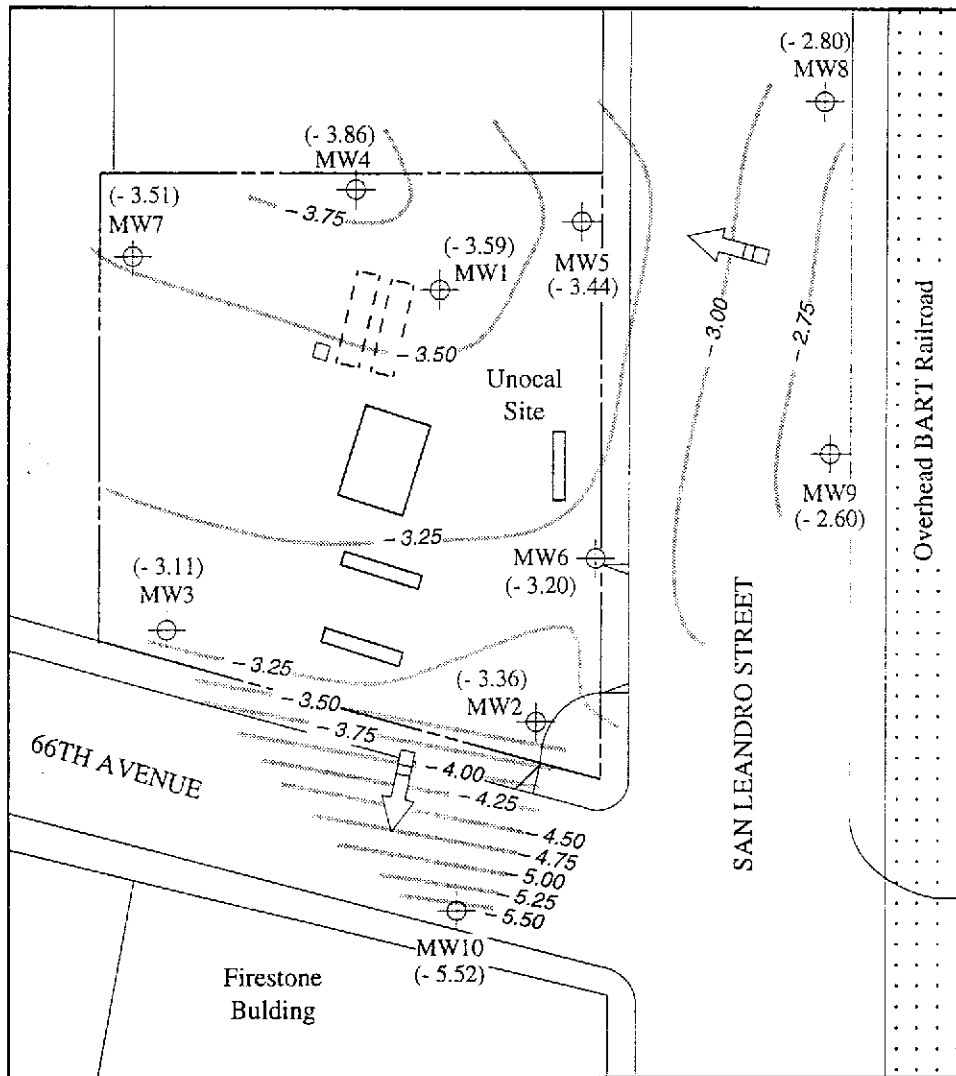 (- 2.80)
MW8
(- 3.86)
MW4
(- 3.51)
MW7
- 3.75
(- 3.59)
MW1
MW5
(- 3.44)
- 3.00
- 2.75
- 3.50
Unocal
Site
Overhead BART Railroad
MW9
(- 2.60)
- 3.25
MW6
(- 3.20)
(- 3.11)
MW3
SAN LEANDRO STREET
- 3.25
(- 3.36)
MW2
- 3.50
- 3.75
66TH AVENUE
- 4.00
- 4.25
- 4.50
- 4.75
- 5.00
- 5.25
- 5.50
MW10
(- 5.52)
Firestone
Bulding